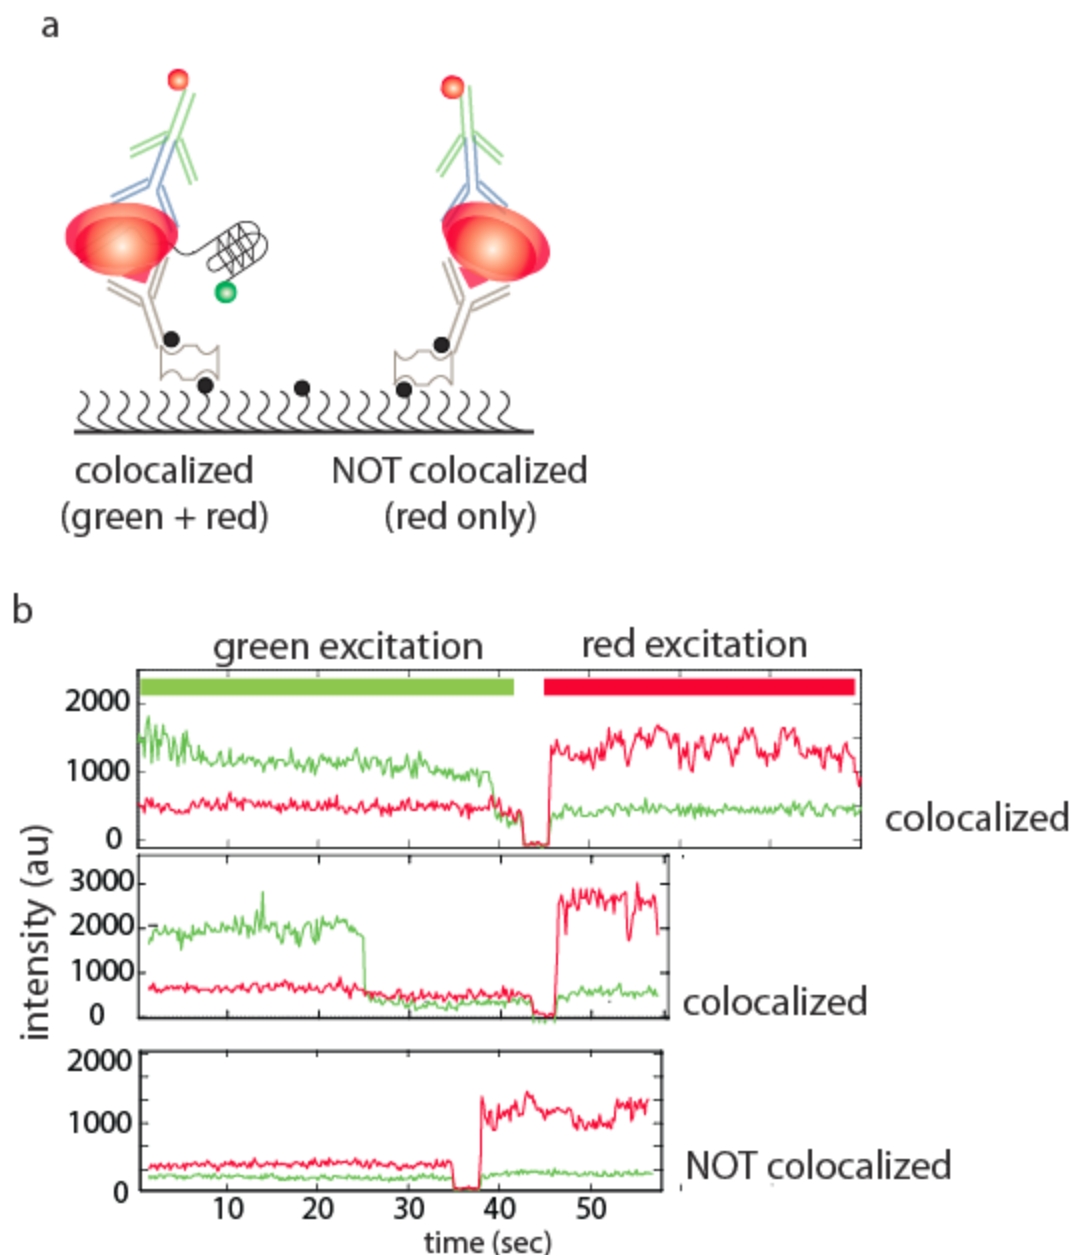 a
colocalized
(green + red)
NOT colocalized
(red only)
b
green excitation
red excitation
2000
1000
0
colocalized
3000
2000
1000
0
colocalized
2000
1000
0
NOT colocalized
10 20 30 40 50
time (sec)
intensity (au)